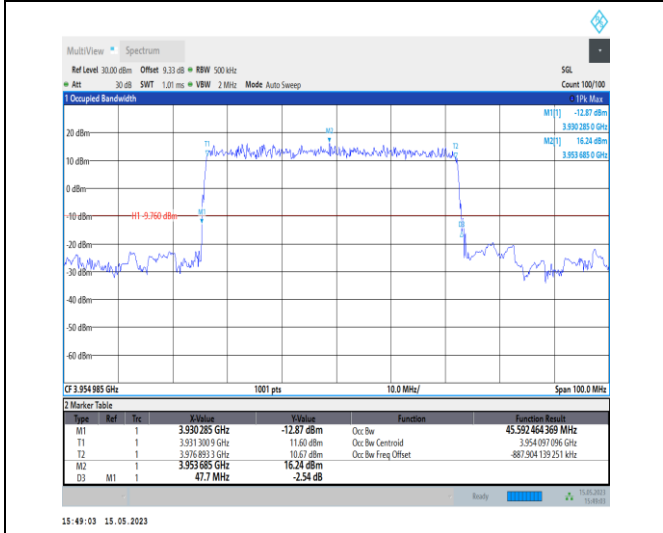 MultiView Spectrum
Ref Level 30.00 dBm Offset 9.33 dB RBW 500 kHz SGL
Att 30 dB SWT 1.01 ms VBW 2 MHz Mode Auto Sweep Count 100/100
1 Occupied Bandwidth 1Pk Max
M1[1] -12.87 dBm
3.930 285 0 GHz
M2[1] 16.24 dBm
3.953 685 0 GHz
20 dBm
M2
T1
T2
10 dBm
0 dBm
-10 dBm
H1 -9.760 dBm
M1
D3
-20 dBm
-30 dBm
-40 dBm
-50 dBm
-60 dBm
CF 3.954 985 GHz 1001 pts 10.0 MHz/ Span 100.0 MHz
2 Marker Table
Type Ref Trc X-Value Y-Value Function Function Result
M1 1 3.930 285 GHz -12.87 dBm Occ Bw 45.592 464 369 MHz
T1 1 3.931 300 9 GHz 11.60 dBm Occ Bw Centroid 3.954 097 096 GHz
T2 1 3.976 893 3 GHz 10.67 dBm Occ Bw Freq Offset -887.904 139 251 kHz
M2 1 3.953 685 GHz 16.24 dBm
D3 M1 1 47.7 MHz -2.54 dB
Ready 15.05.2023
15:49:03
15:49:03 15.05.2023